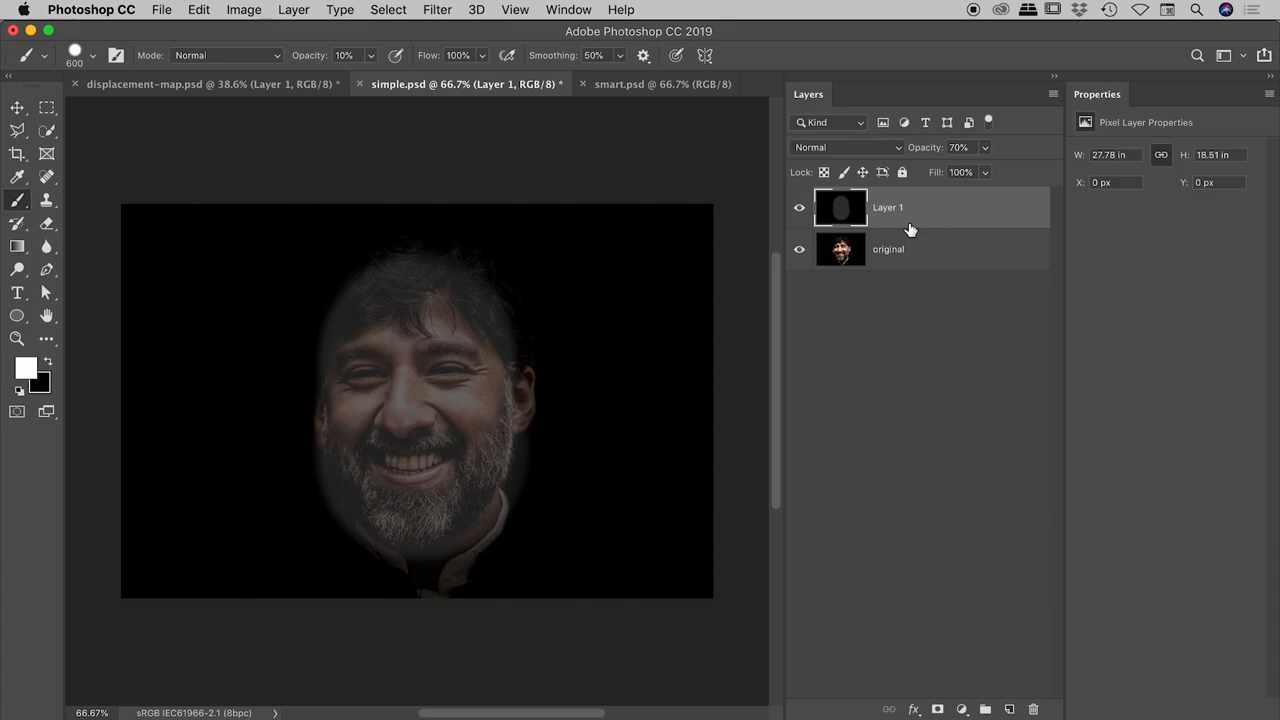 Photoshop CC File Edit Image Layer Type Select Filter 3D View Window Help
Adobe Photoshop CC 2019
600 Mode: Normal Opacity: 10% Flow: 100% Smoothing: 50%
displacement-map.psd @ 38.6% (Layer 1, RGB/8) * simple.psd @ 66.7% (Layer 1, RGB/8) * smart.psd @ 66.7% (RGB/8)
Layers
Properties
Kind
Pixel Layer Properties
Normal Opacity: 70%
W: 27.78 in H: 18.51 in
Lock: Fill: 100%
X: 0 px Y: 0 px
Layer 1
original
66.67% sRGB IEC61966-2.1 (8bpc)